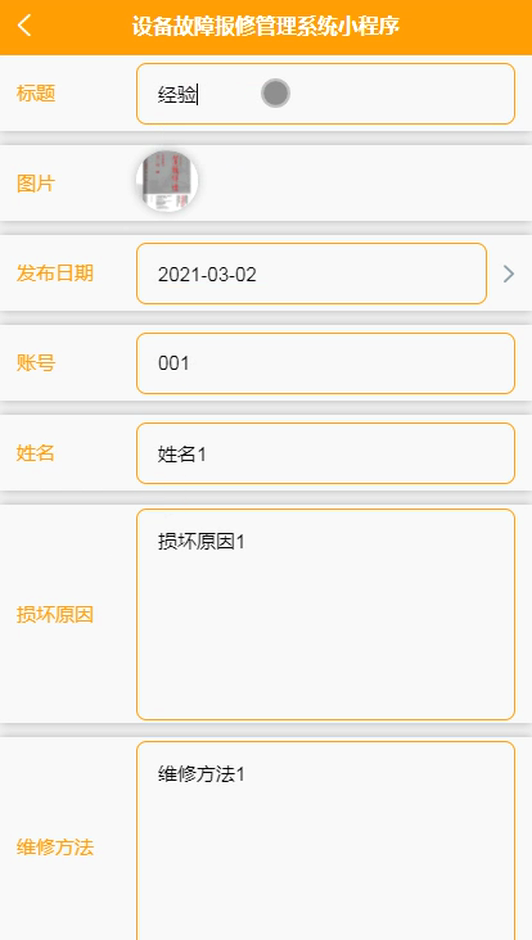 设备故障报修管理系统小程序
标题
经验
图片
发布日期
2021-03-02
账号
001
姓名
姓名1
损坏原因
损坏原因1
维修方法
维修方法1